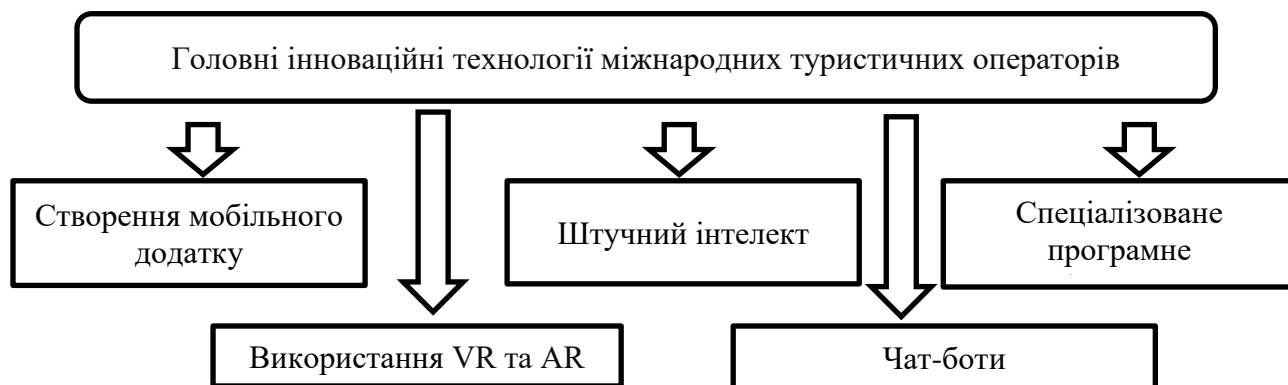 Головні інноваційні технології міжнародних туристичних операторів
Створення мобільного
додатку
Штучний інтелект
Спеціалізоване
програмне
Використання VR та AR
Чат-боти